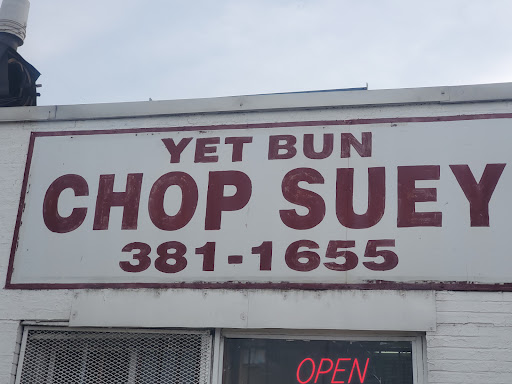 YET BUN
CHOP SUEY
381-1655
OPEN